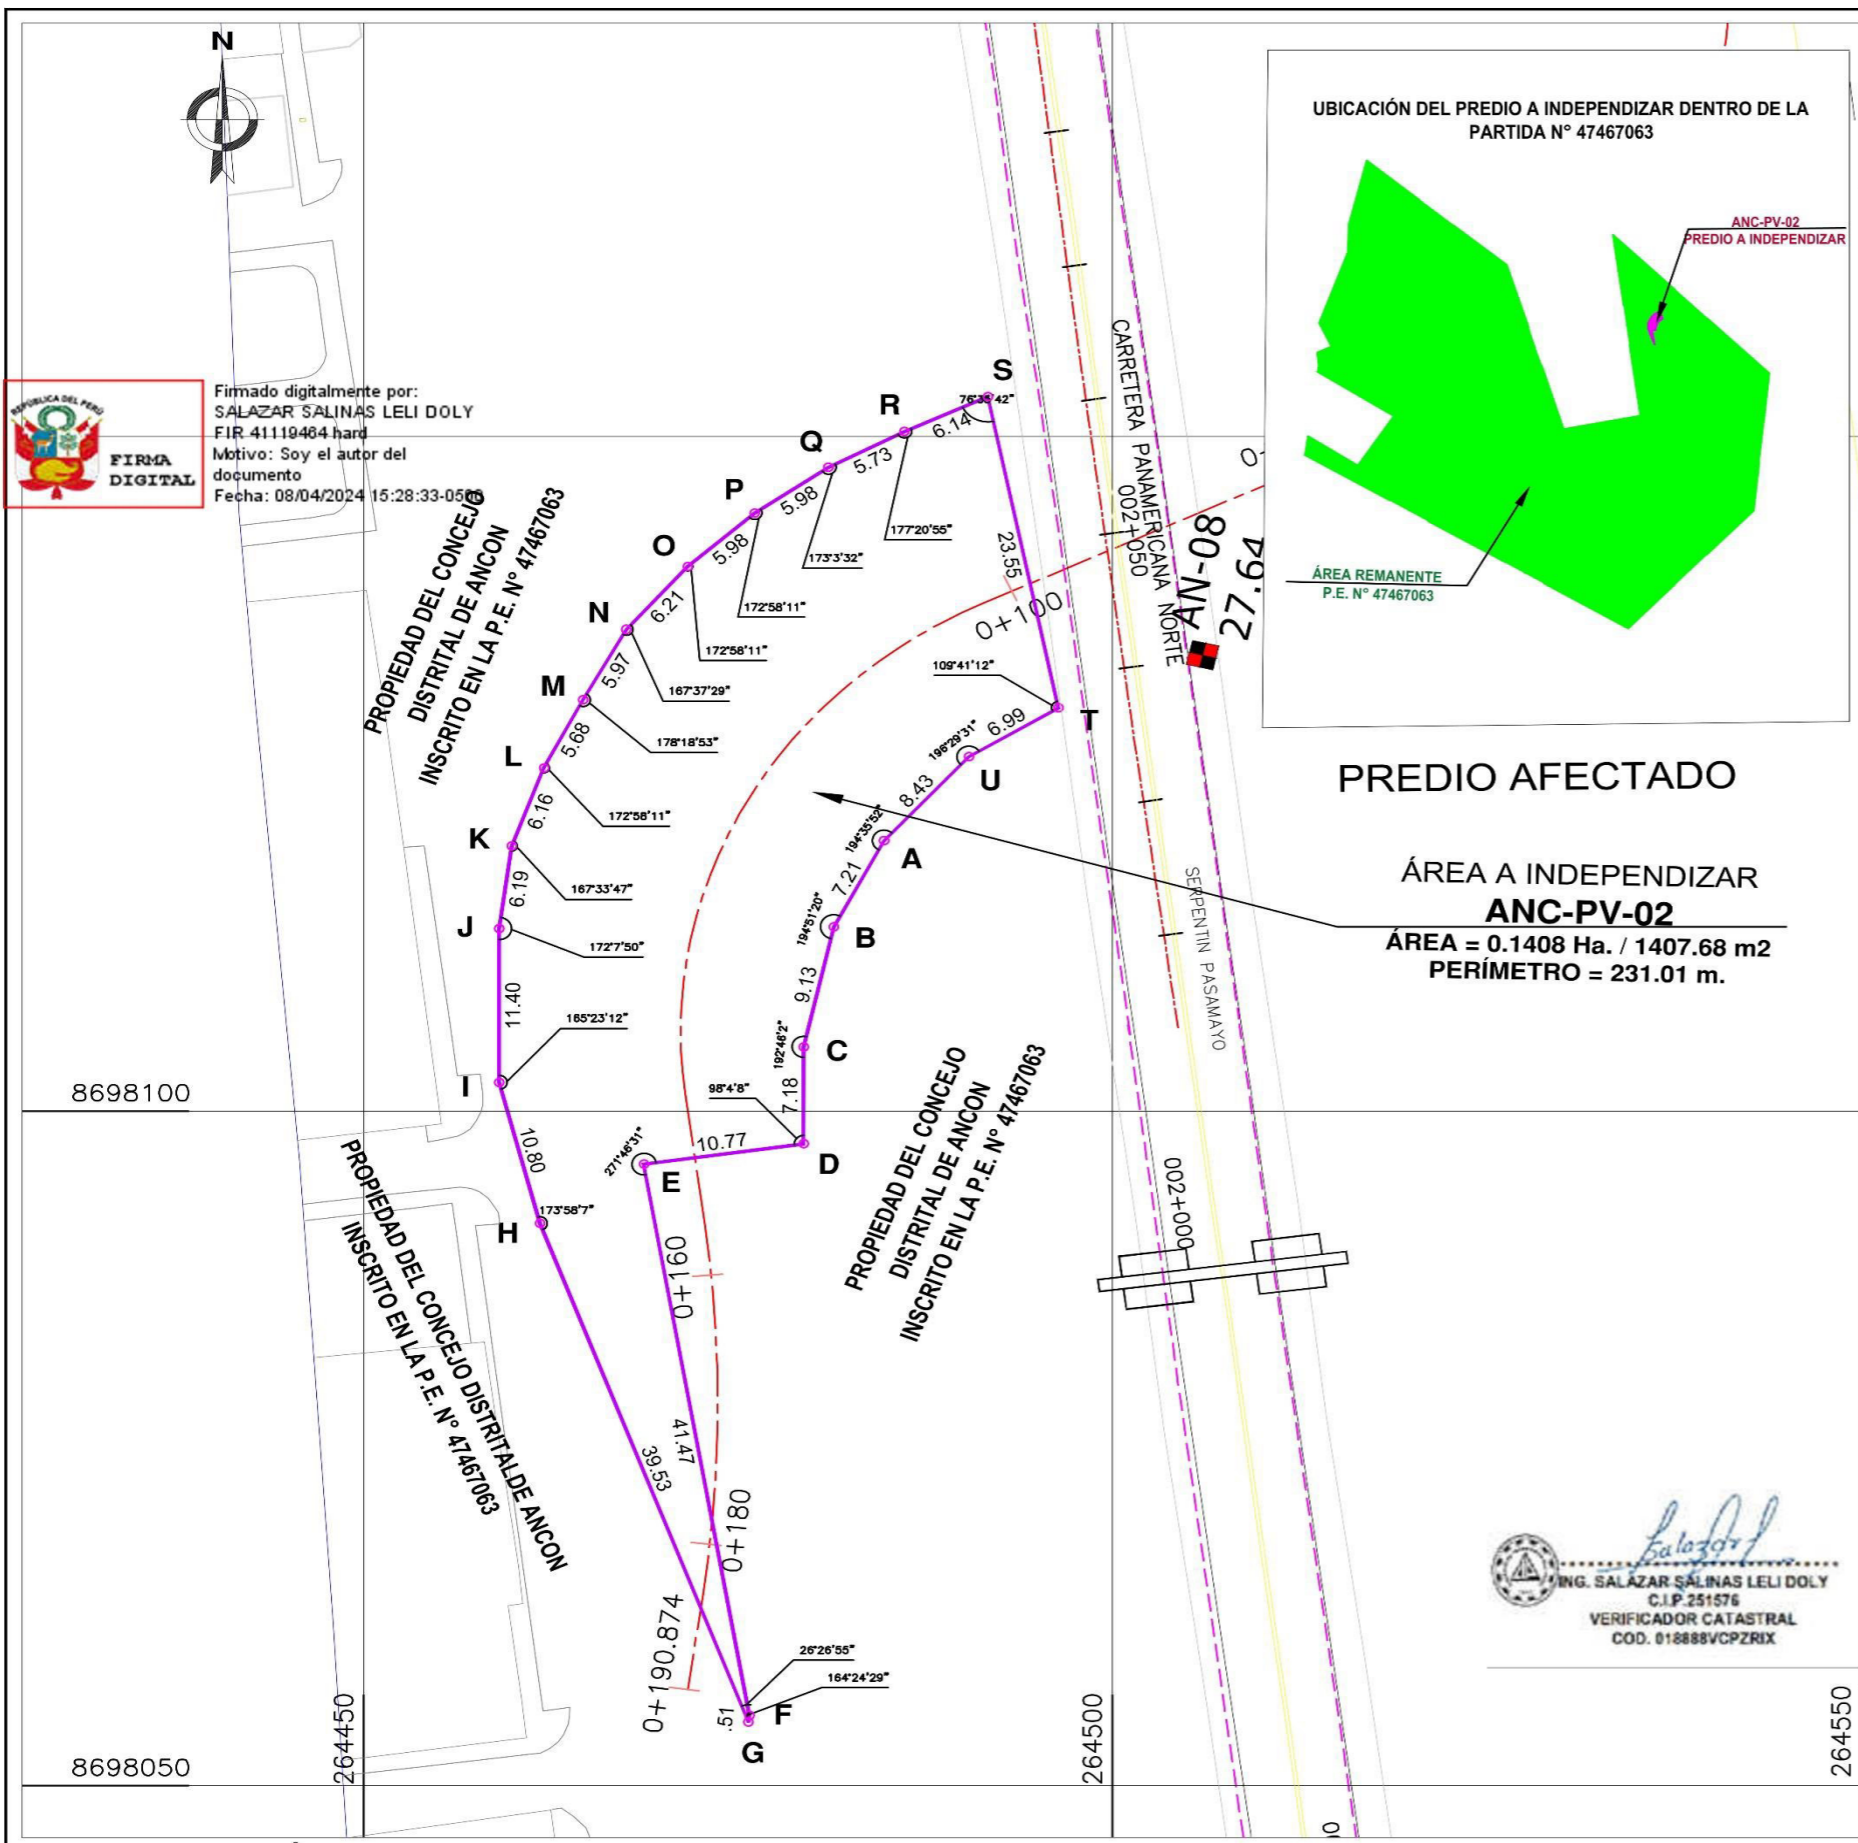 N
UBICACIÓN DEL PREDIO A INDEPENDIZAR DENTRO DE LA
PARTIDA N° 47467063
ANC-PV-02
PREDIO A INDEPENDIZAR
ÁREA REMANENTE
P.E. N° 47467063
REPÚBLICA DEL PERÚ
FIRMA
DIGITAL
Firmado digitalmente por:
SALAZAR SALINAS LELI DOLY
FIR 41119464 hard
Motivo: Soy el autor del
documento
Fecha: 08/04/2024 15:28:33-0500
PROPIEDAD DEL CONCEJO
DISTRITAL DE ANCON
INSCRITO EN LA P.E. N° 47467063
S
76°35'42"
R
6.14
Q
5.73
177°20'55"
P
5.98
173°3'32"
O
5.98
172°58'11"
N
6.21
172°58'11"
M
5.97
167°37'29"
L
5.68
178°18'53"
K
6.16
172°58'11"
J
6.19
167°33'47"
172°7'50"
11.40
I
165°23'12"
10.80
H
173°58'7"
39.53
23.55
109°41'12"
T
6.99
196°29'31"
U
8.43
194°35'52"
A
7.21
194°51'20"
B
9.13
192°46'2"
C
7.18
98°4'8"
D
10.77
271°46'31"
E
41.47
26°26'55"
164°24'29"
F
.51
G
0+100
0+160
0+180
0+190.874
CARRETERA PANAMERICANA NORTE
002+050
AN-08
27.64
SERPENTIN PASAMAYO
002+000
PREDIO AFECTADO
ÁREA A INDEPENDIZAR
ANC-PV-02
ÁREA = 0.1408 Ha. / 1407.68 m2
PERÍMETRO = 231.01 m.
PROPIEDAD DEL CONCEJO
DISTRITAL DE ANCON
INSCRITO EN LA P.E. N° 47467063
PROPIEDAD DEL CONCEJO DISTRITALDE ANCON
INSCRITO EN LA P.E. N° 47467063
8698100
8698050
264450
264500
264550
ING. SALAZAR SALINAS LELI DOLY
C.I.P.251576
VERIFICADOR CATASTRAL
COD. 018888VCPZRIX